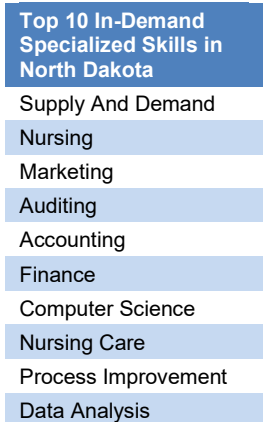 Top 10 In-Demand
Specialized Skills in
North Dakota
Supply And Demand
Nursing
Marketing
Auditing
Accounting
Finance
Computer Science
Nursing Care
Process Improvement
Data Analysis